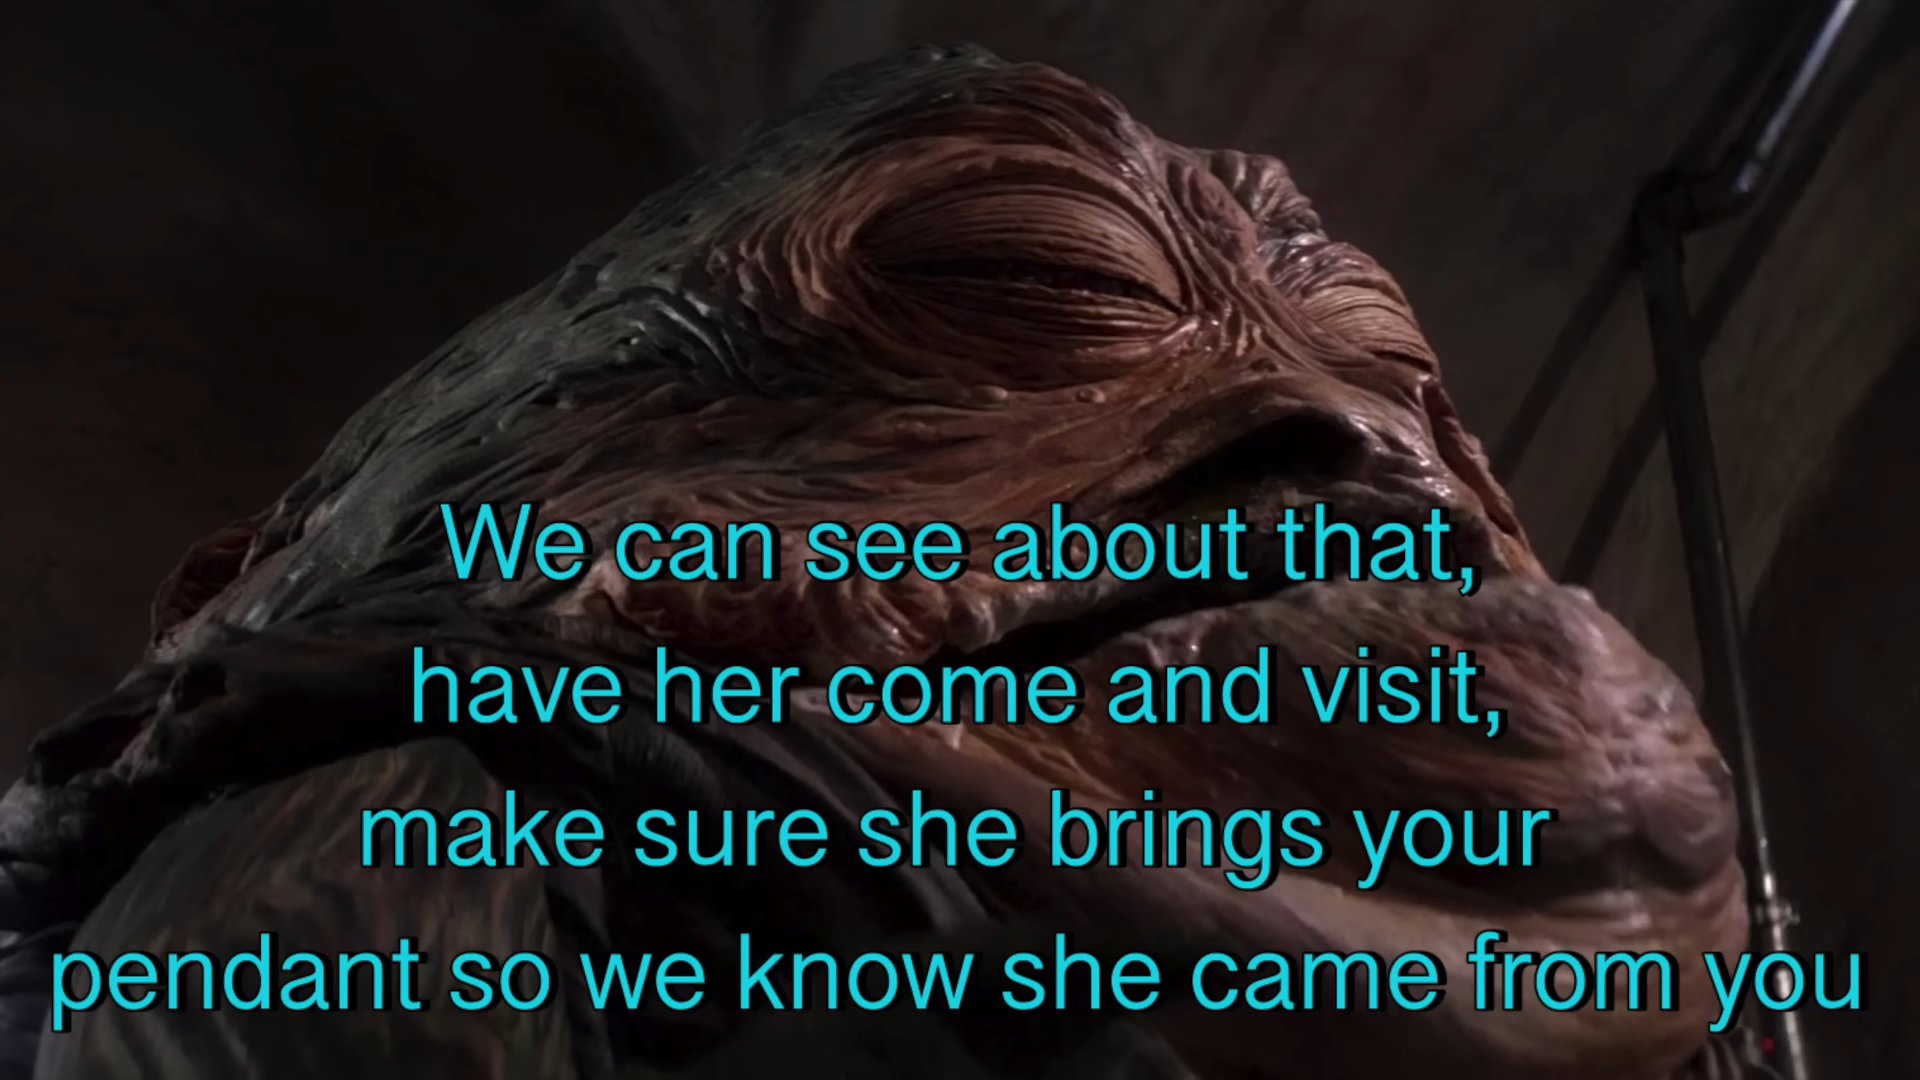 We can see about that,
have her come and visit,
make sure she brings your
pendant so we know she came from you